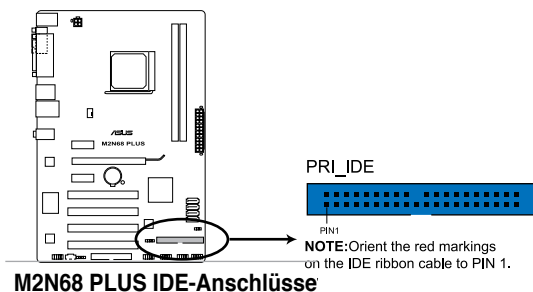 ASUS
M2N68 PLUS
PRI_IDE
PIN1
NOTE:Orient the red markings
on the IDE ribbon cable to PIN 1.
M2N68 PLUS IDE-Anschlüsse